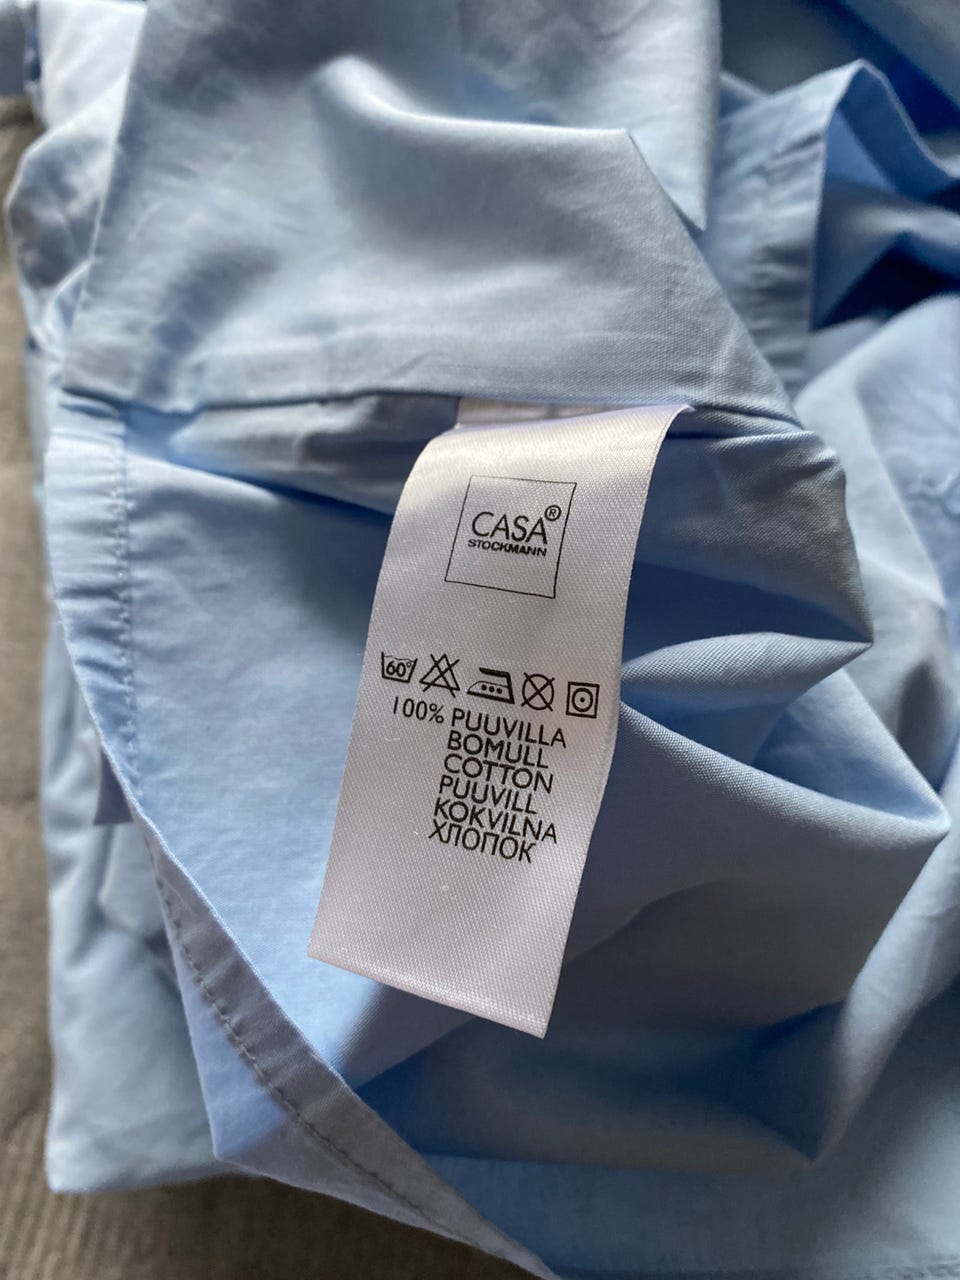 CASA®
STOCKMANN
60°
100% PUUVILLA
BOMULL
COTTON
PUUVILL
KOKVILNA
ХЛОПОК